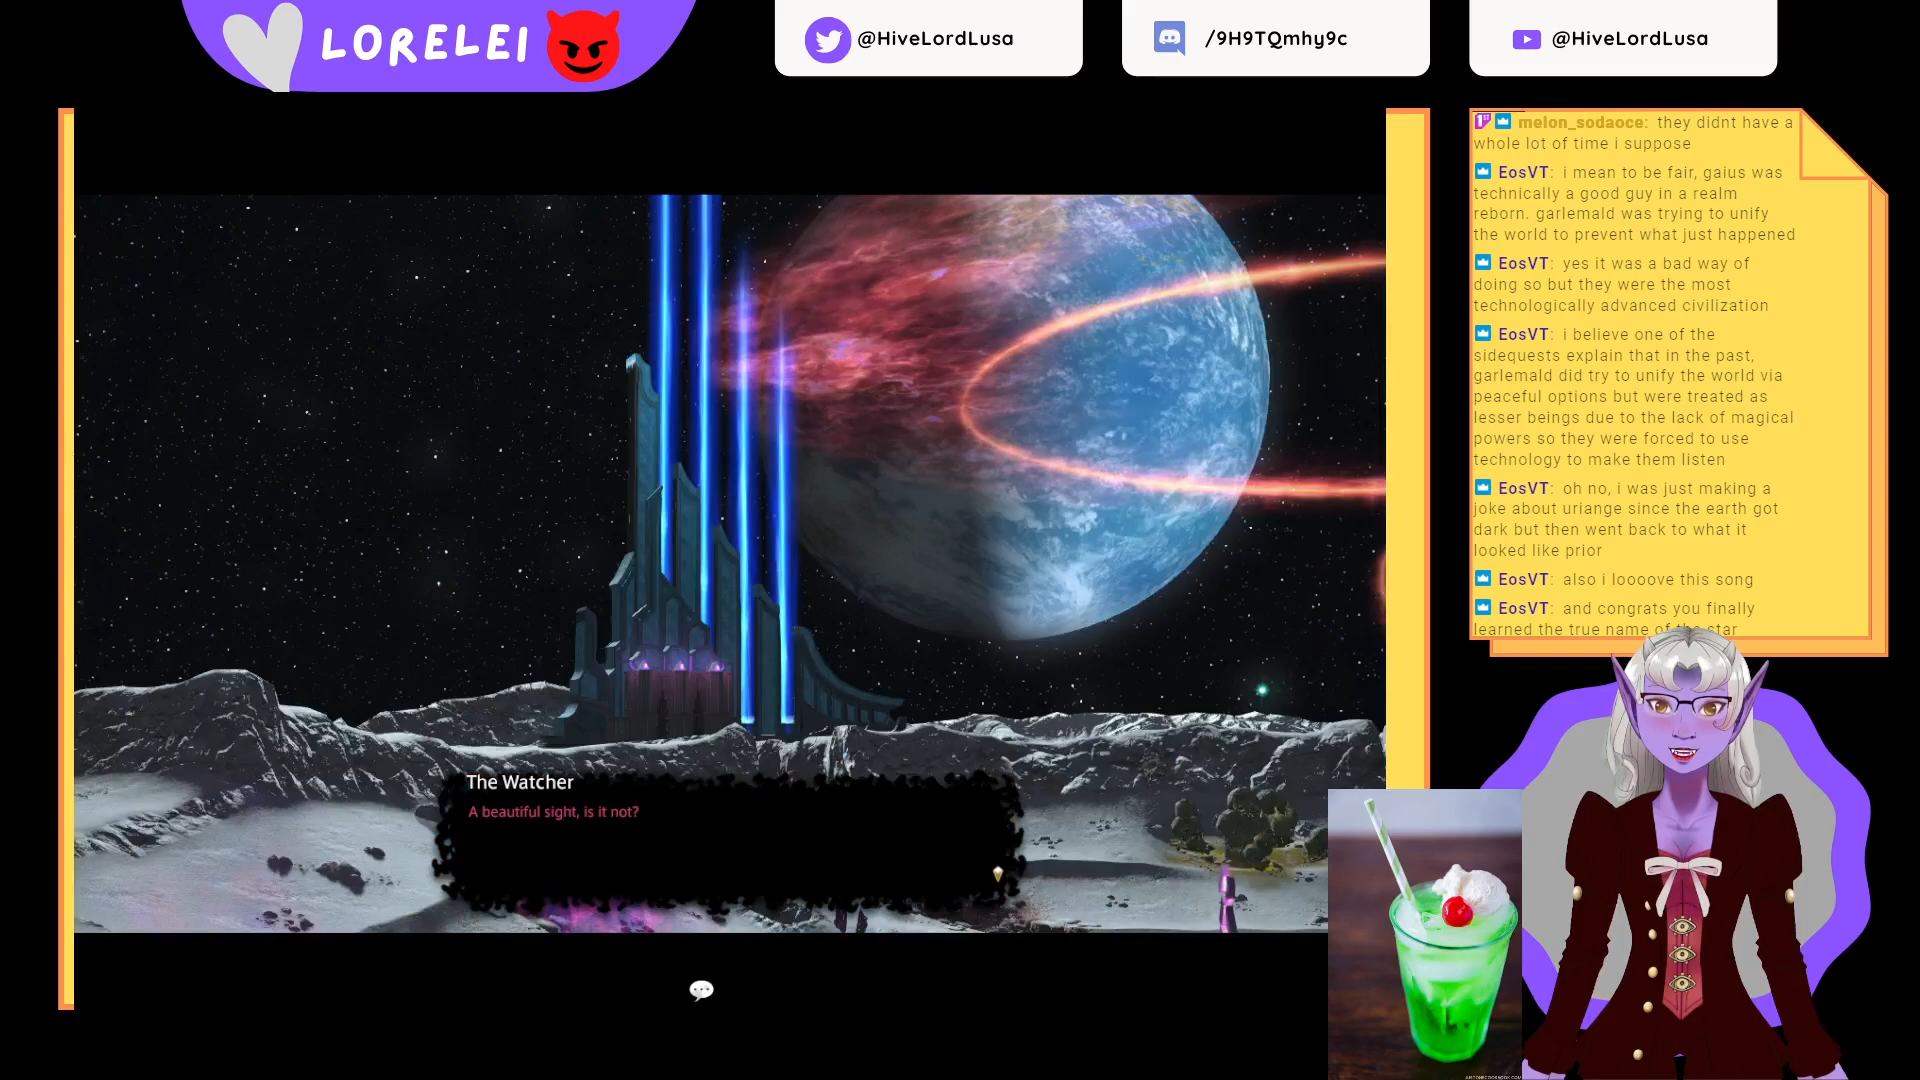 LORELEI
@HiveLordLusa
/9H9TQmhy9c
@HiveLordLusa
1ST melon_sodaoce: they didnt have a
whole lot of time i suppose
EosVT: i mean to be fair, gaius was
technically a good guy in a realm
reborn. garlemald was trying to unify
the world to prevent what just happened
EosVT: yes it was a bad way of
doing so but they were the most
technologically advanced civilization
EosVT: i believe one of the
sidequests explain that in the past,
garlemald did try to unify the world via
peaceful options but were treated as
lesser beings due to the lack of magical
powers so they were forced to use
technology to make them listen
EosVT: oh no, i was just making a
joke about uriange since the earth got
dark but then went back to what it
looked like prior
EosVT: also i loooove this song
EosVT: and congrats you finally
learned the true name of the star
The Watcher
A beautiful sight, is it not?